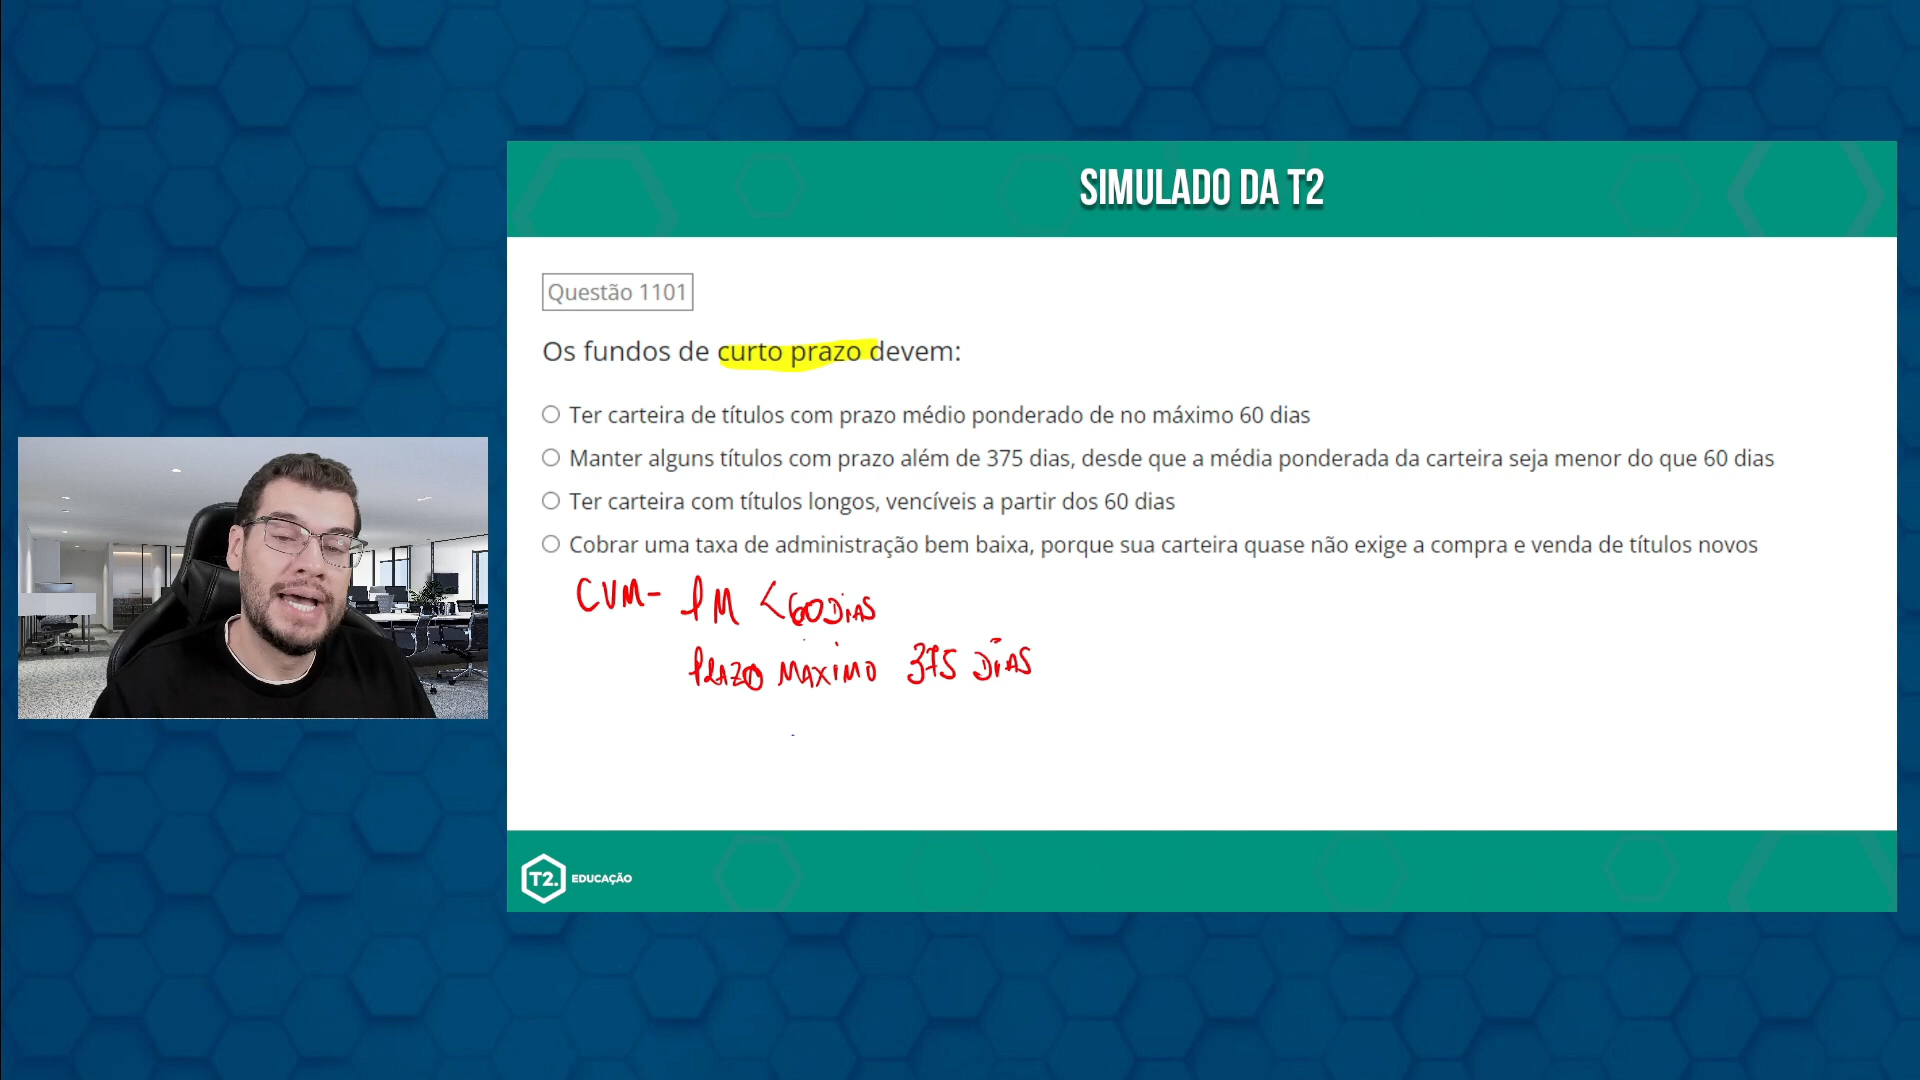 SIMULADO DA T2
Questão 1101
Os fundos de curto prazo devem:
Ter carteira de títulos com prazo médio ponderado de no máximo 60 dias
Manter alguns títulos com prazo além de 375 dias, desde que a média ponderada da carteira seja menor do que 60 dias
Ter carteira com títulos longos, vencíveis a partir dos 60 dias
Cobrar uma taxa de administração bem baixa, porque sua carteira quase não exige a compra e venda de títulos novos
CVM- PM <60 DIAS
PRAZO MAXIMO 375 DIAS
T2. EDUCAÇÃO